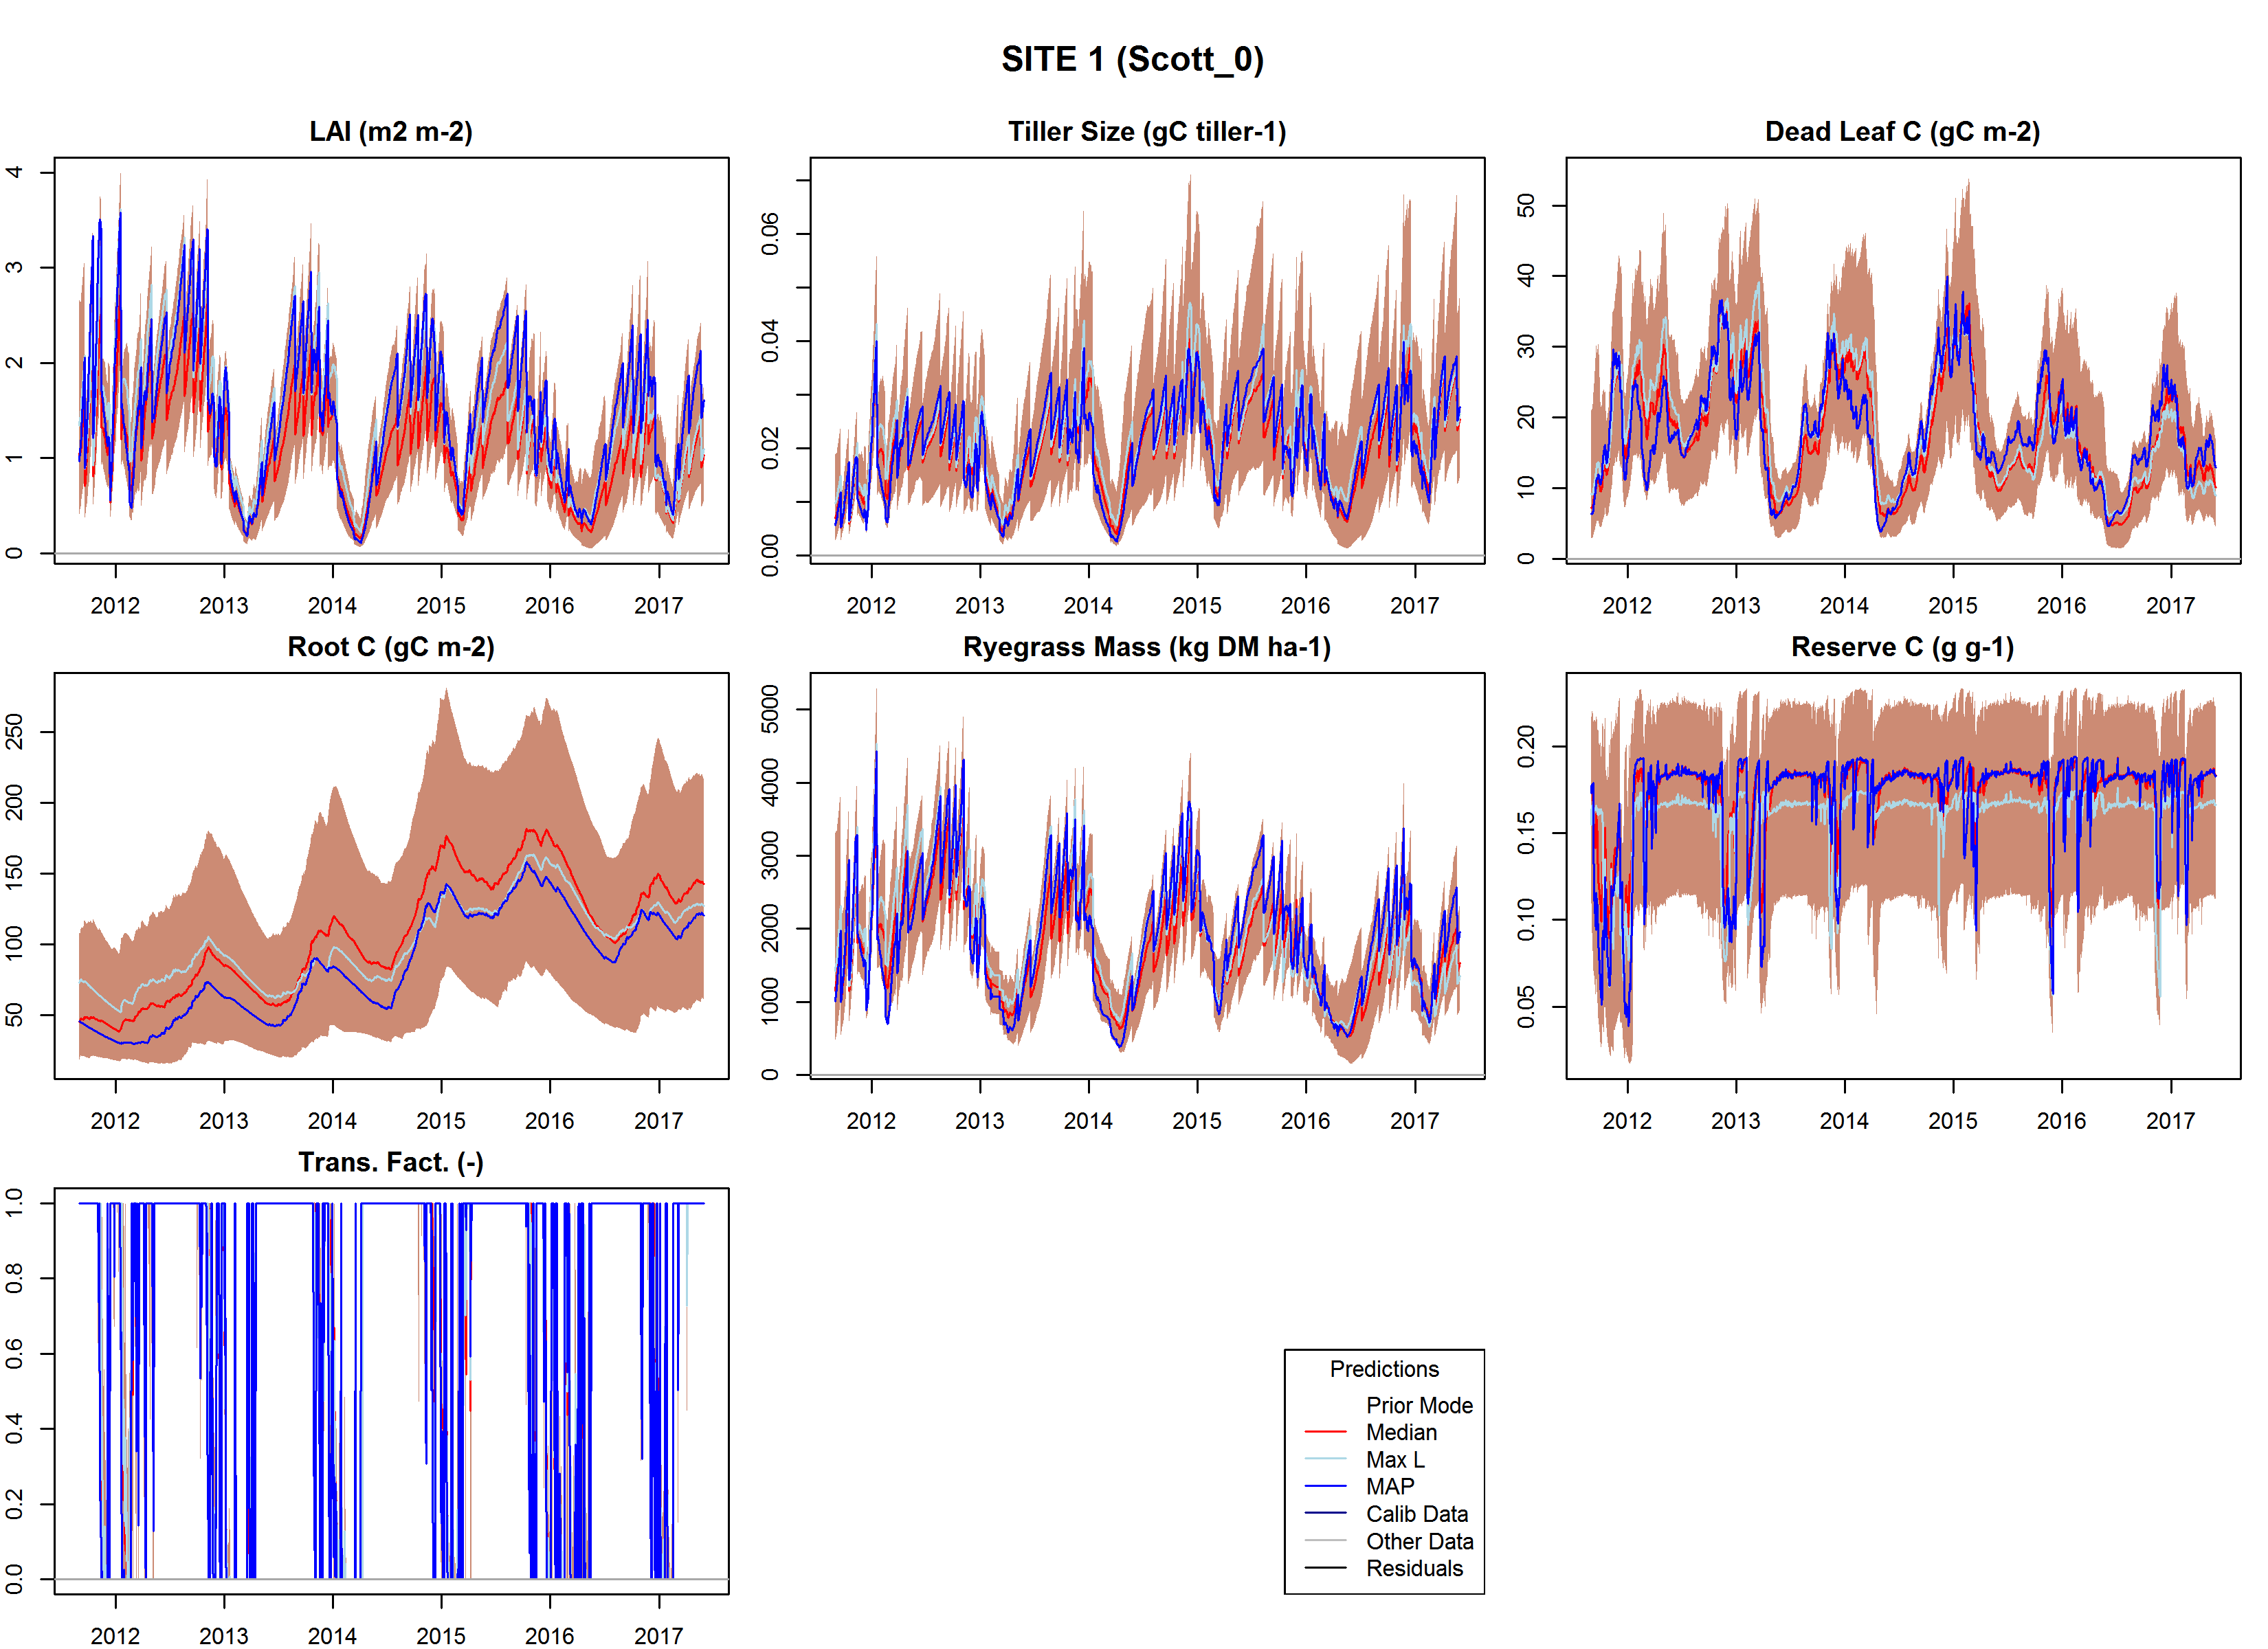 SITE 1 (Scott_0)
LAI (m2 m-2)
Tiller Size (gC tiller-1)
Dead Leaf C (gC m-2)
0 1 2 3 4
2012 2013 2014 2015 2016 2017
0.00 0.02 0.04 0.06
2012 2013 2014 2015 2016 2017
0 10 20 30 40 50
2012 2013 2014 2015 2016 2017
Root C (gC m-2)
Ryegrass Mass (kg DM ha-1)
Reserve C (g g-1)
50 100 150 200 250
2012 2013 2014 2015 2016 2017
0 1000 2000 3000 4000 5000
2012 2013 2014 2015 2016 2017
0.05 0.10 0.15 0.20
2012 2013 2014 2015 2016 2017
Trans. Fact. (-)
0.0 0.2 0.4 0.6 0.8 1.0
2012 2013 2014 2015 2016 2017
Predictions
Prior Mode
Median
Max L
MAP
Calib Data
Other Data
Residuals